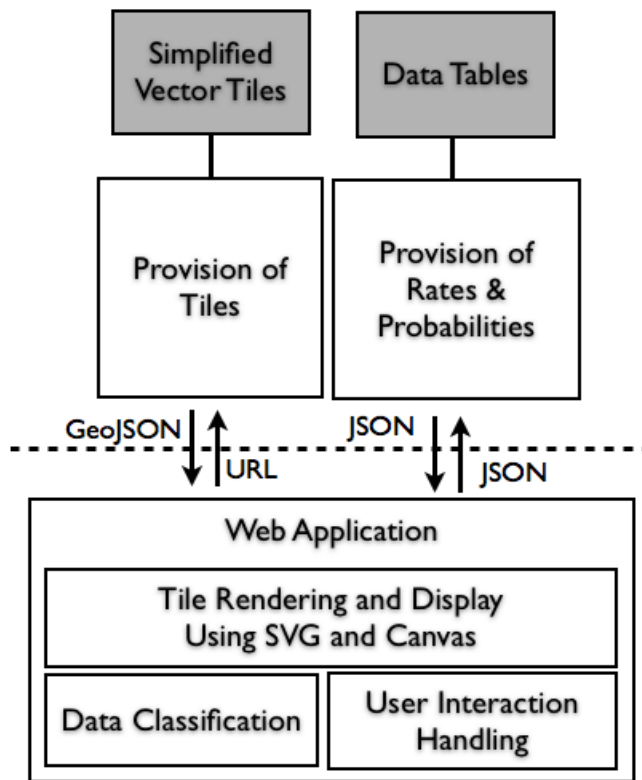 Simplified
Vector Tiles
Data Tables
Provision of
Tiles
Provision of
Rates &
Probabilities
GeoJSON
URL
JSON
JSON
Web Application
Tile Rendering and Display
Using SVG and Canvas
Data Classification
User Interaction
Handling